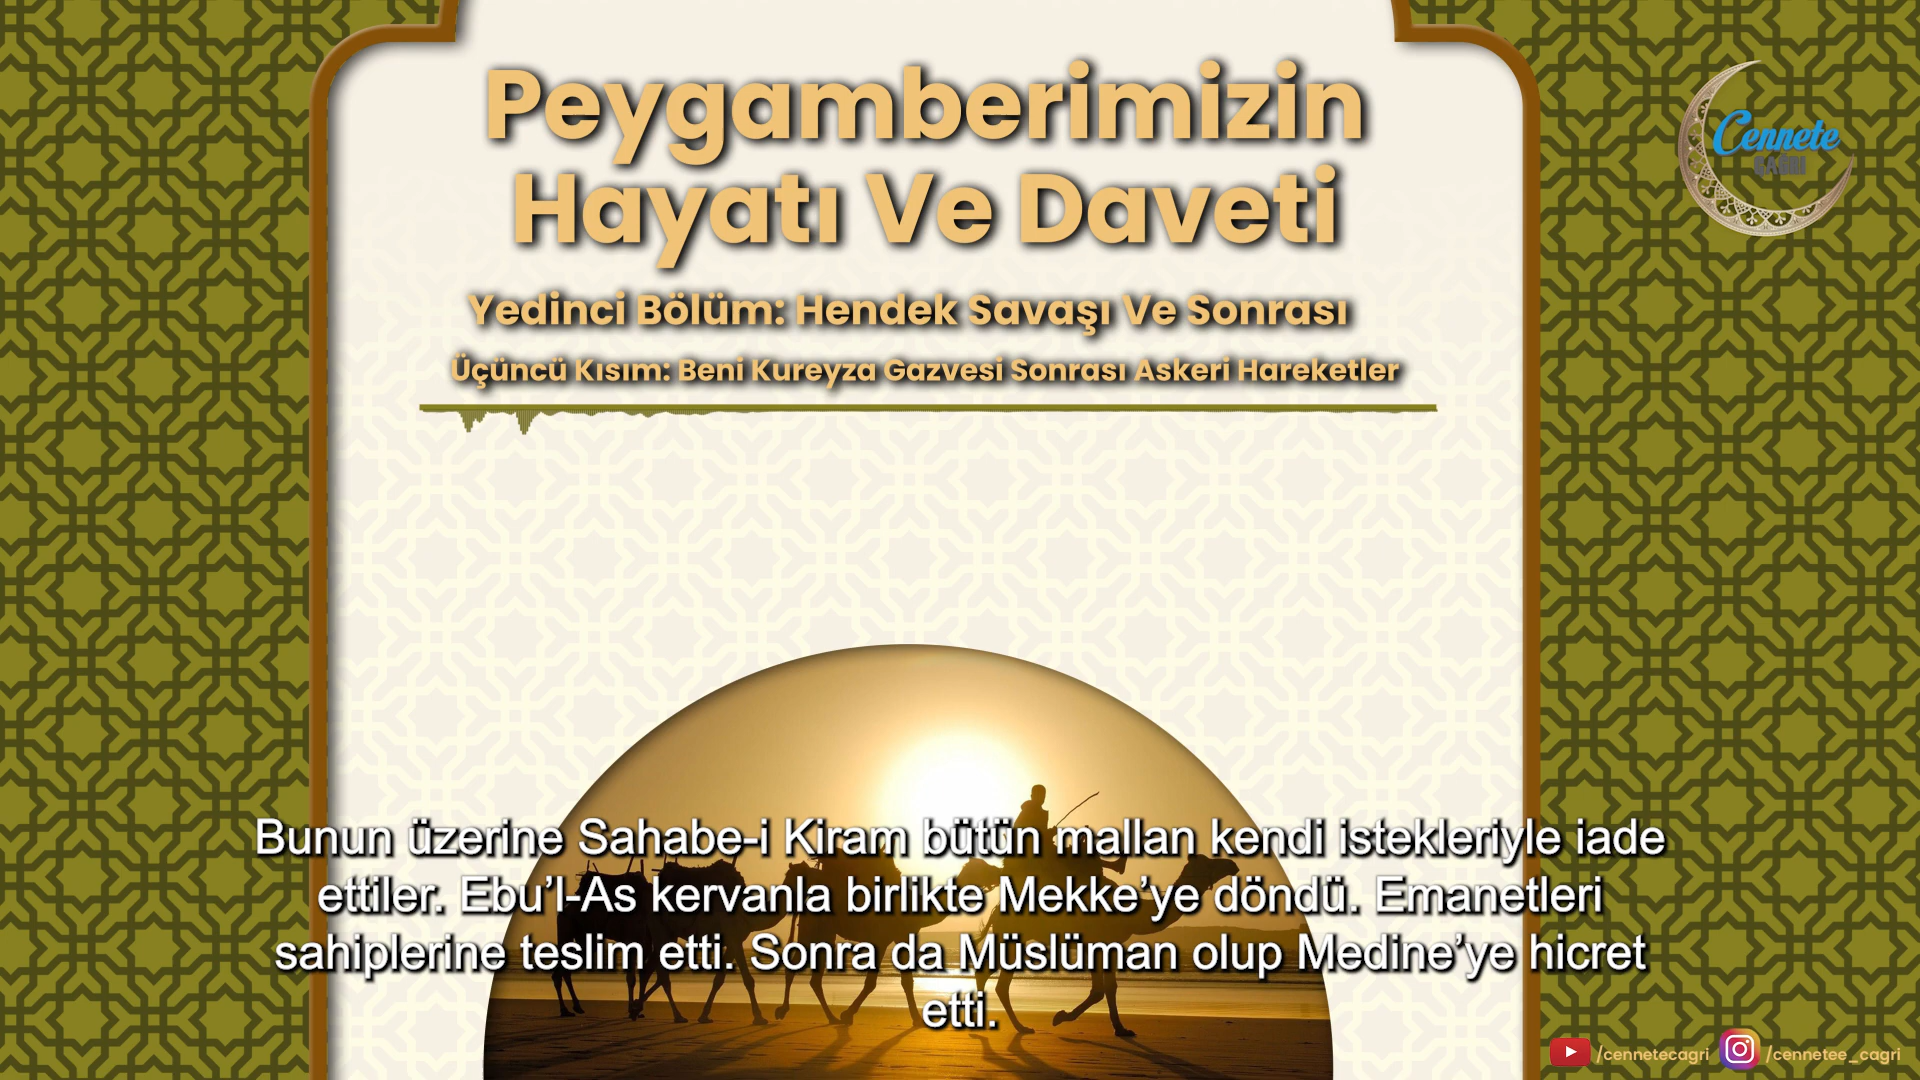 Peygamberimizin
Hayatı Ve Daveti
Yedinci Bölüm: Hendek Savaşı Ve Sonrası
Üçüncü Kısım: Beni Kureyza Gazvesi Sonrası Askeri Hareketler
Cennete
ÇAĞRI
Bunun üzerine Sahabe-i Kiram bütün mallan kendi istekleriyle iade
ettiler. Ebu’l-As kervanla birlikte Mekke’ye döndü. Emanetleri
sahiplerine teslim etti. Sonra da Müslüman olup Medine’ye hicret
etti.
/cennetecagri
/cennetee_cagri